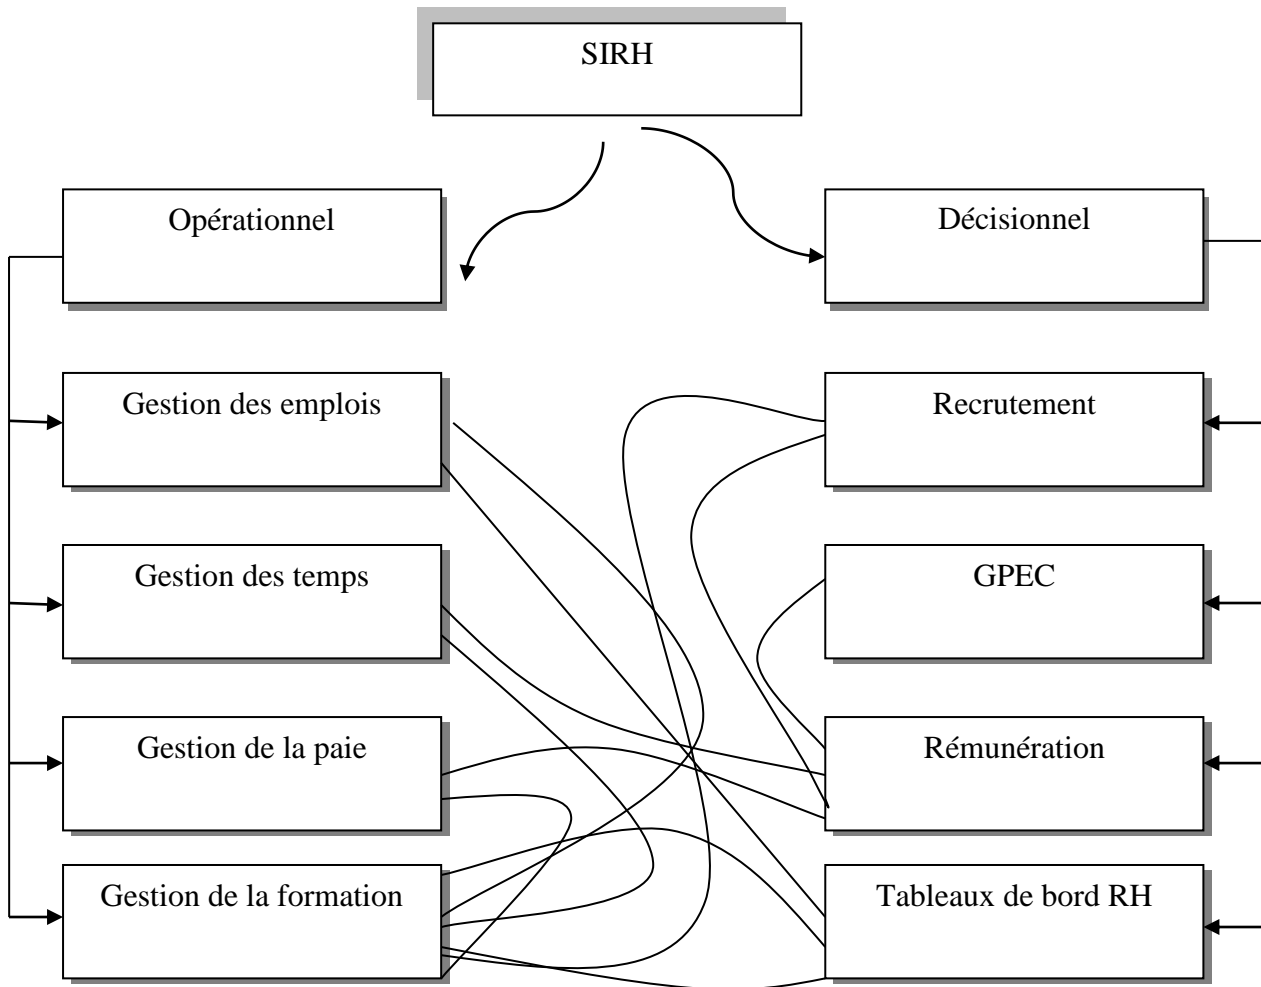 SIRH
Opérationnel
Décisionnel
Gestion des emplois
Recrutement
Gestion des temps
GPEC
Gestion de la paie
Rémunération
Gestion de la formation
Tableaux de bord RH